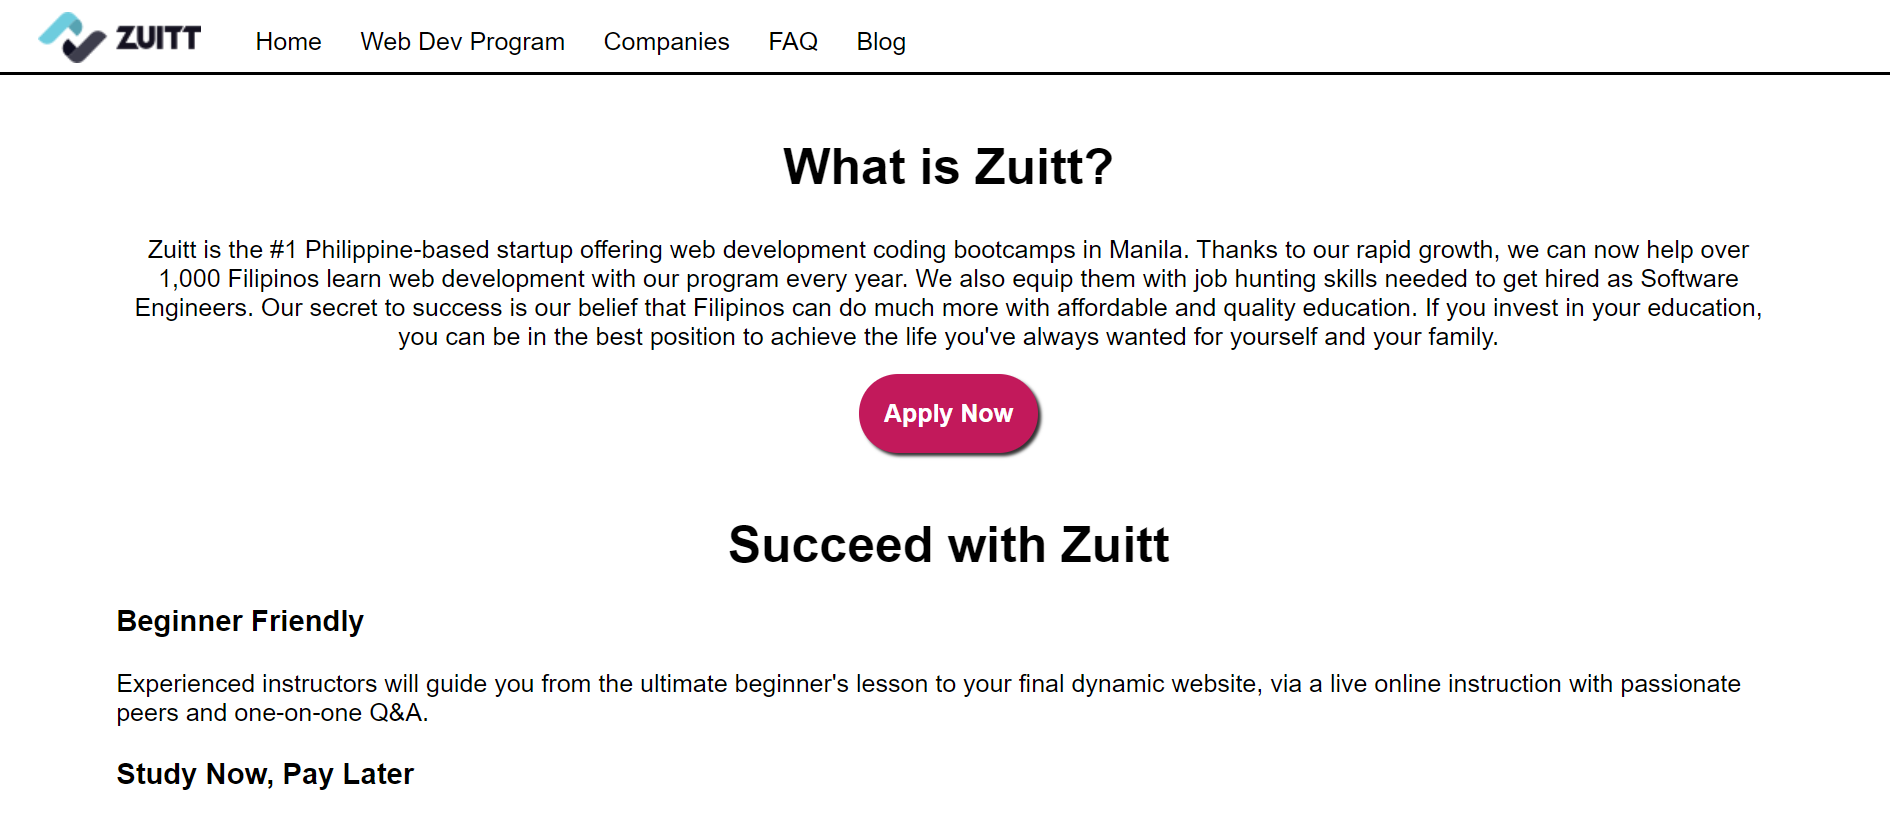 ZUITT
Home Web Dev Program Companies FAQ Blog
What is Zuitt?
Zuitt is the #1 Philippine-based startup offering web development coding bootcamps in Manila. Thanks to our rapid growth, we can now help over
1,000 Filipinos learn web development with our program every year. We also equip them with job hunting skills needed to get hired as Software
Engineers. Our secret to success is our belief that Filipinos can do much more with affordable and quality education. If you invest in your education,
you can be in the best position to achieve the life you've always wanted for yourself and your family.
Apply Now
Succeed with Zuitt
Beginner Friendly
Experienced instructors will guide you from the ultimate beginner's lesson to your final dynamic website, via a live online instruction with passionate
peers and one-on-one Q&A.
Study Now, Pay Later